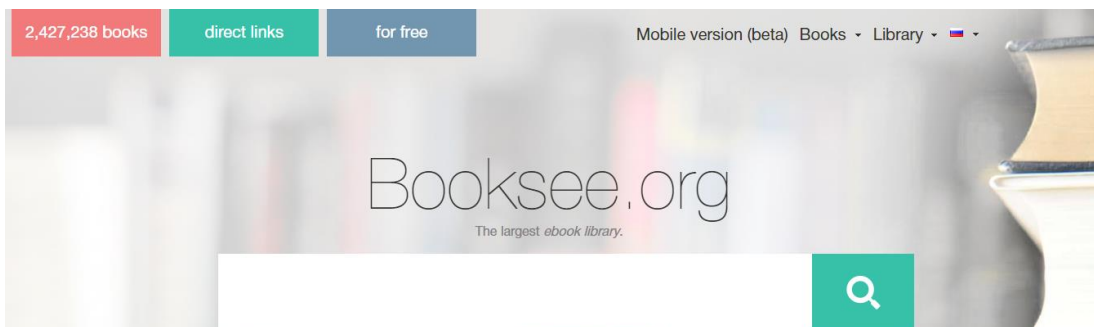 2,427,238 books direct links for free Mobile version (beta) Books Library
Booksee.org
The largest ebook library.